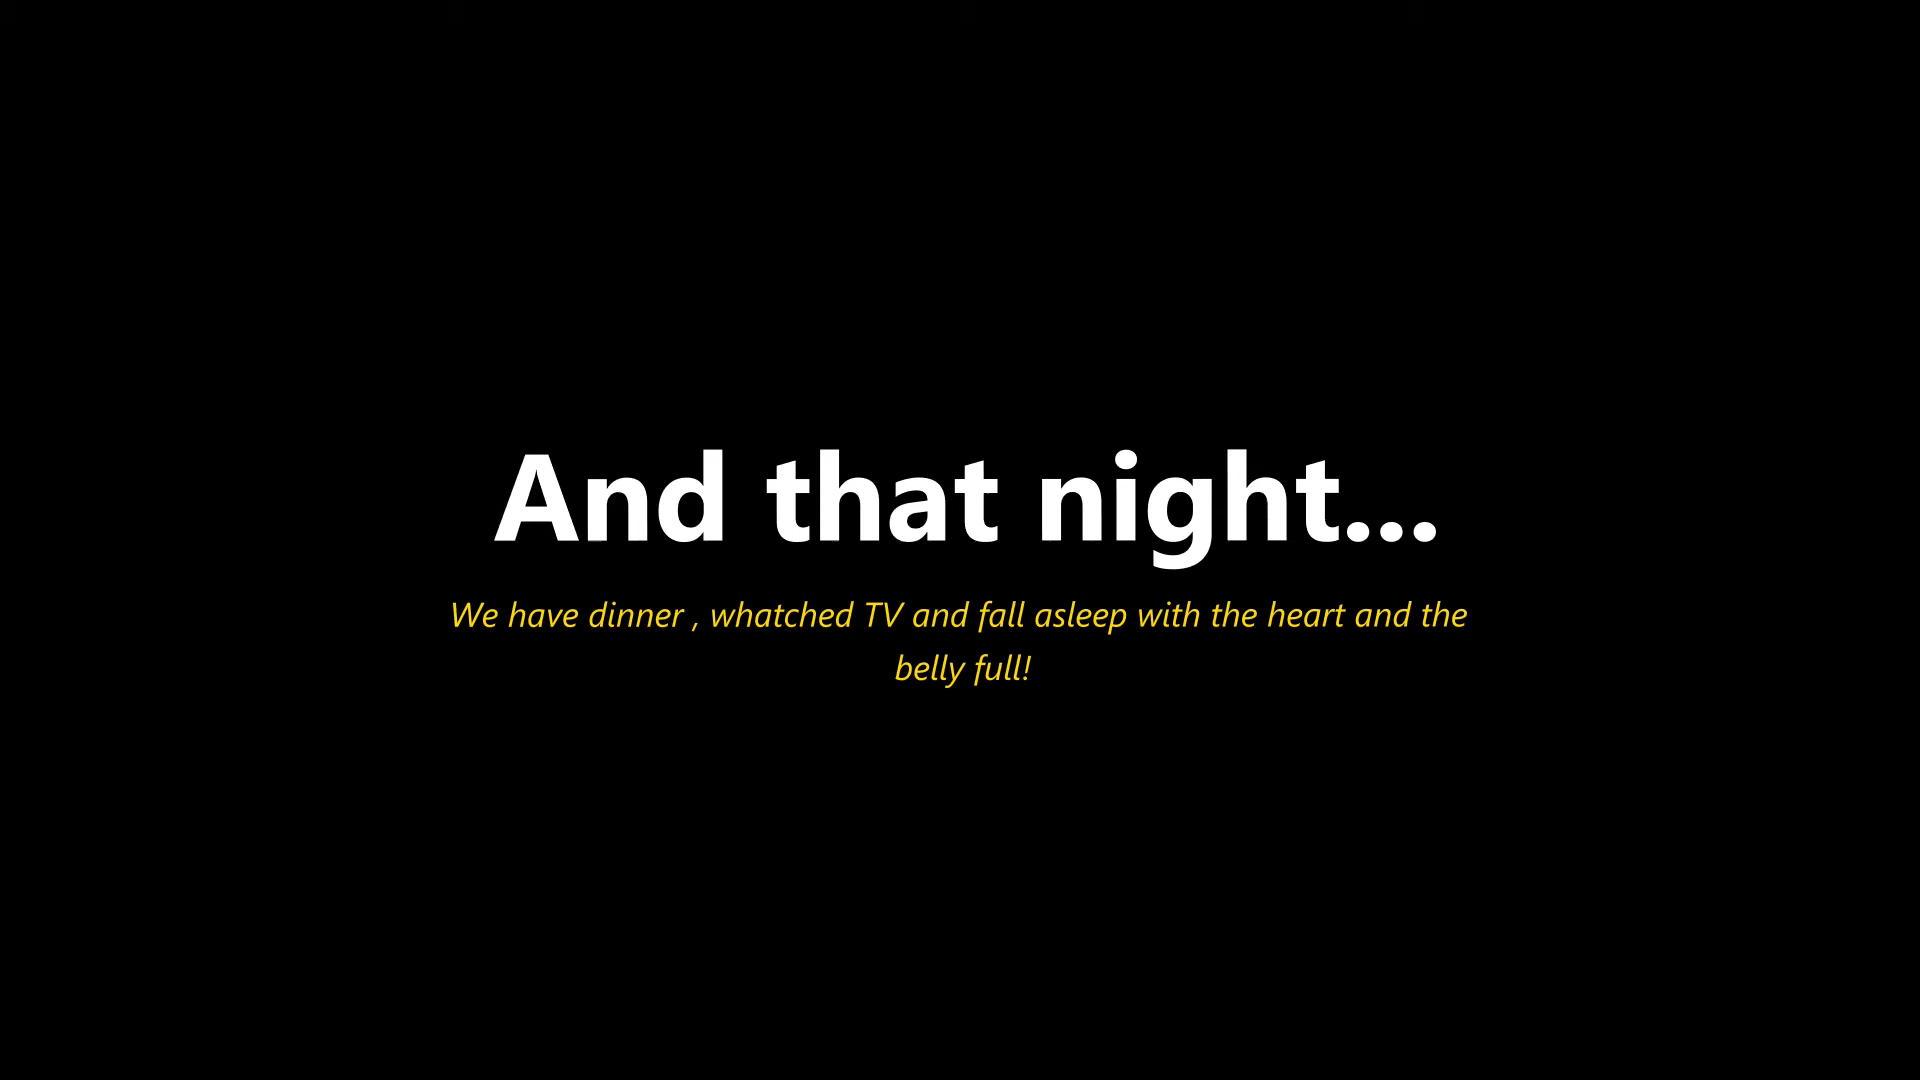 And that night...
We have dinner , whatched TV and fall asleep with the heart and the
belly full!